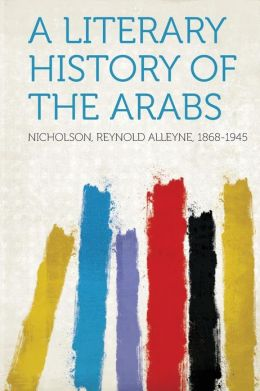 A LITERARY
HISTORY OF
THE ARABS
NICHOLSON, REYNOLD ALLEYNE, 1868-1945